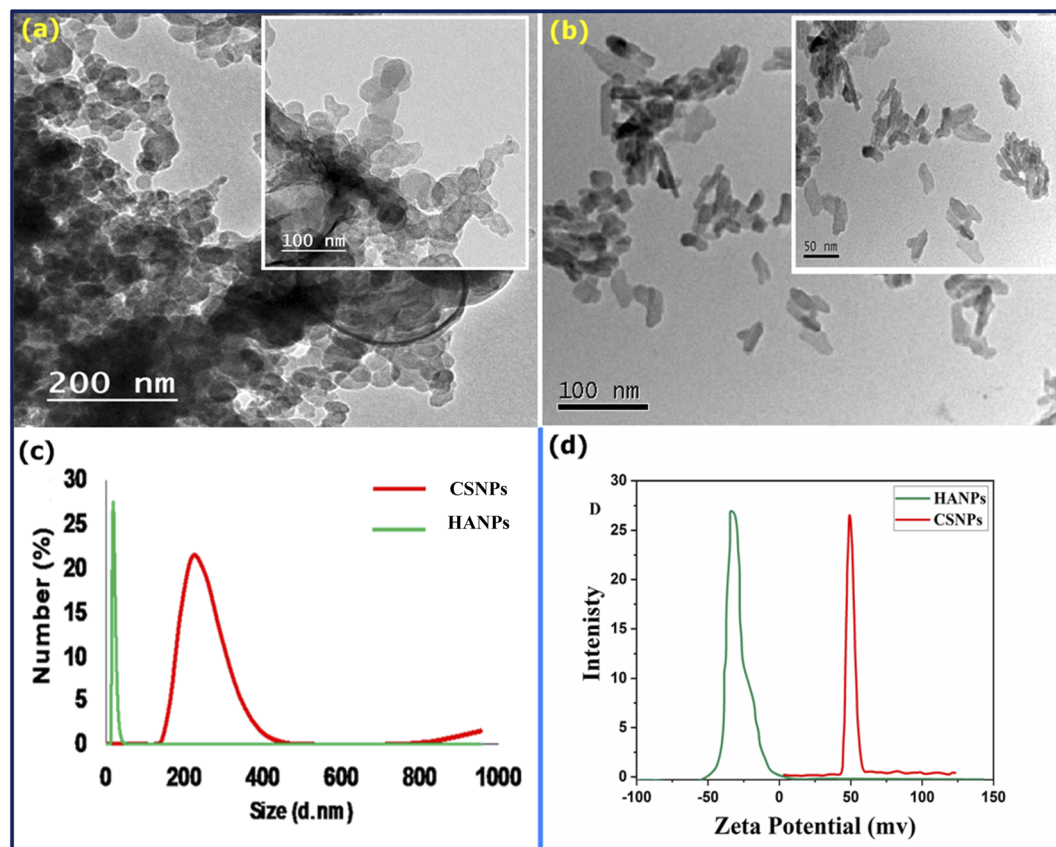 (a)
100 nm
200 nm
(b)
50 nm
100 nm
(c)
30
25
20
15
10
5
0
Number (%)
CSNPs
HANPs
0 200 400 600 800 1000
Size (d.nm)
(d)
D
HANPs
CSNPs
30
25
20
15
10
5
0
Intenisty
-100 -50 0 50 100 150
Zeta Potential (mv)